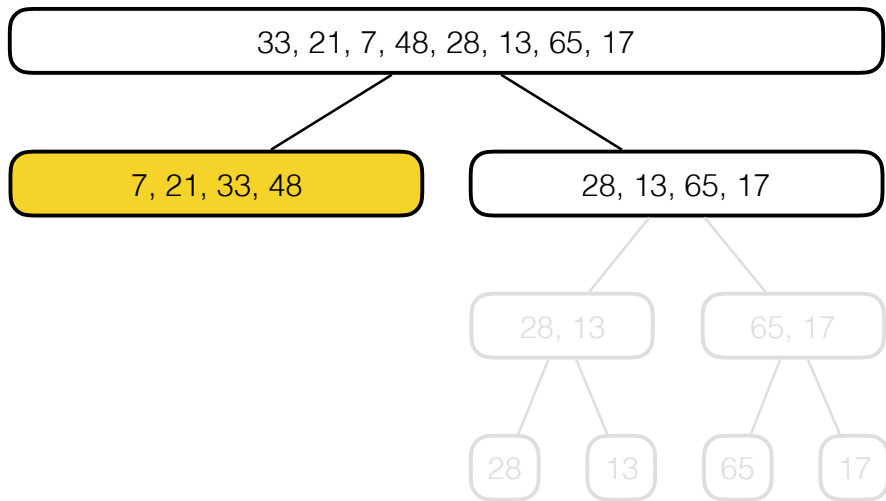 33, 21, 7, 48, 28, 13, 65, 17
7, 21, 33, 48
28, 13, 65, 17
28, 13
65, 17
28
13
65
17